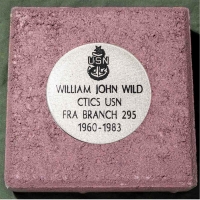 USN
WILLIAM JOHN WILD
CTICS USN
FRA BRANCH 295
1960-1983